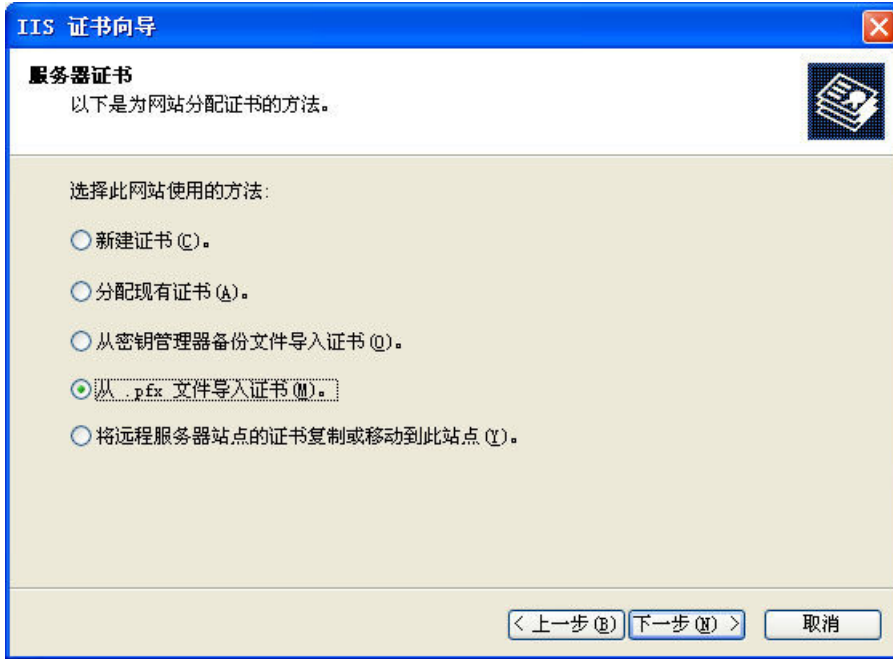 IIS 证书向导
服务器证书
以下是为网站分配证书的方法。
选择此网站使用的方法:
新建证书(C)。
分配现有证书(A)。
从密钥管理器备份文件导入证书(O)。
从 .pfx 文件导入证书(M)。
将远程服务器站点的证书复制或移动到此站点(Y)。
< 上一步(B) 下一步(N) > 取消